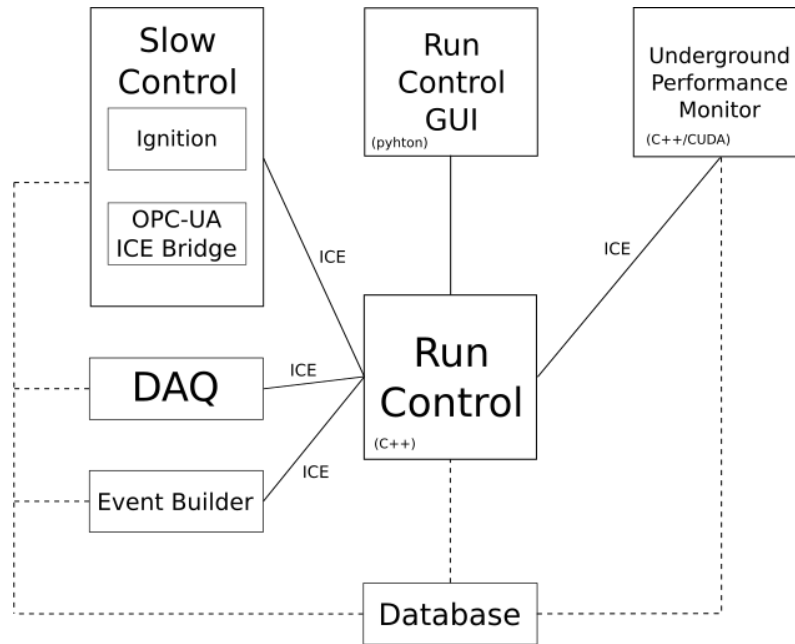 Slow
Control
Ignition
OPC-UA
ICE Bridge
Run
Control
GUI
(pyhton)
Underground
Performance
Monitor
(C++/CUDA)
ICE
ICE
DAQ
ICE
Run
Control
(C++)
ICE
Event Builder
Database